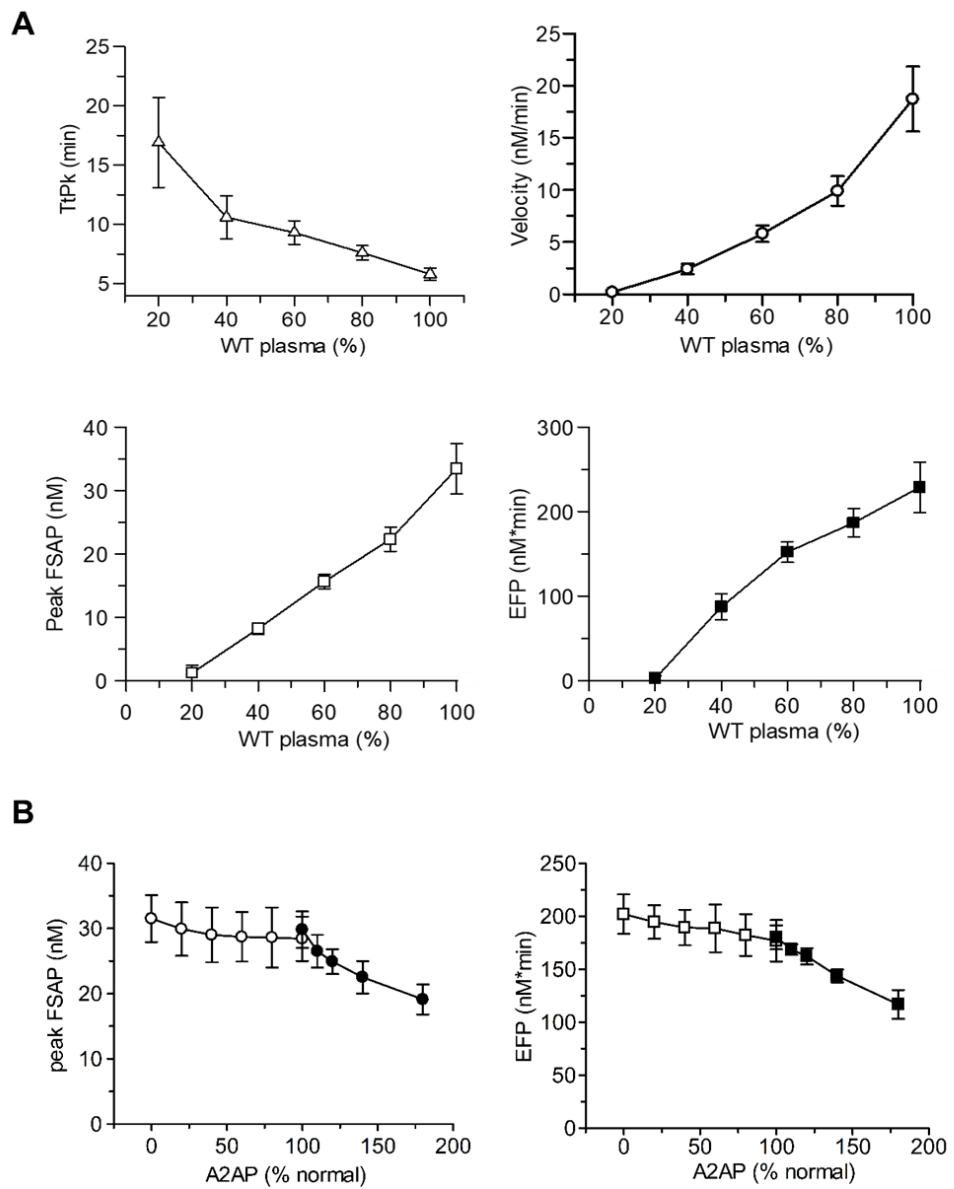 A
25
20
15
10
5
TtPk (min)
20 40 60 80 100
WT plasma (%)
25
20
15
10
5
0
Velocity (nM/min)
20 40 60 80 100
WT plasma (%)
40
30
20
10
0
Peak FSAP (nM)
0 20 40 60 80 100
WT plasma (%)
300
200
100
0
EFP (nM*min)
0 20 40 60 80 100
WT plasma (%)
B
40
30
20
10
0
peak FSAP (nM)
0 50 100 150 200
A2AP (% normal)
250
200
150
100
50
0
EFP (nM*min)
0 50 100 150 200
A2AP (% normal)